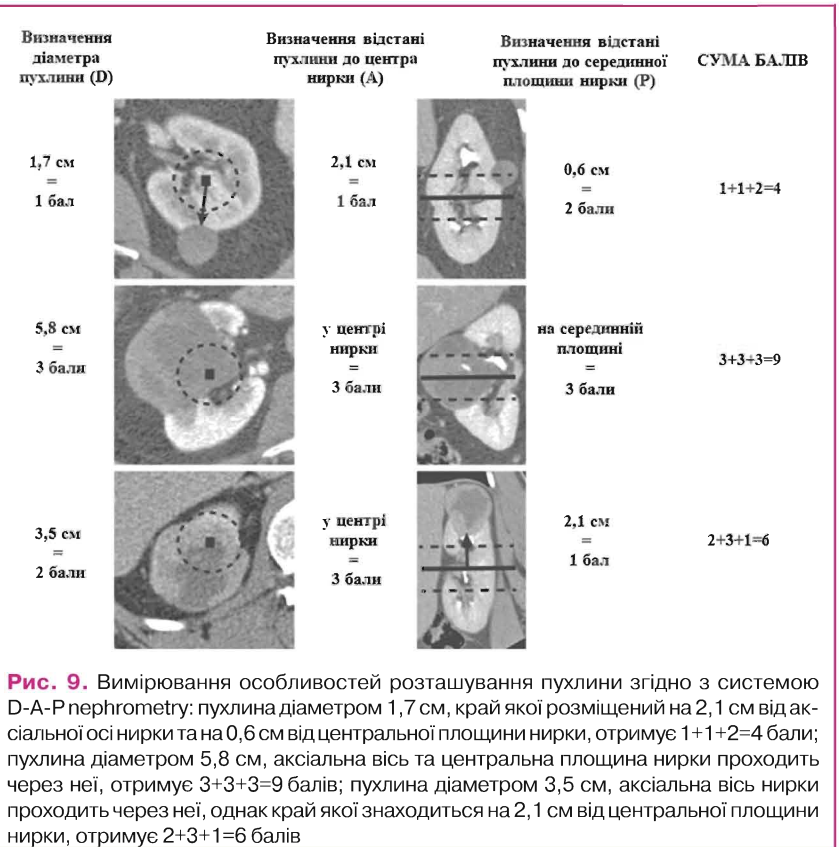 Визначення діаметра пухлини (D)
Визначення відстані пухлини до центра нирки (A)
Визначення відстані пухлини до серединної площини нирки (P)
СУМА БАЛІВ
1,7 см
=
1 бал
2,1 см
=
1 бал
0,6 см
=
2 бали
1+1+2=4
5,8 см
=
3 бали
у центрі
нирки
=
3 бали
на серединній
площині
=
3 бали
3+3+3=9
3,5 см
=
2 бали
у центрі
нирки
=
3 бали
2,1 см
=
1 бал
2+3+1=6
Рис. 9. Вимірювання особливостей розташування пухлини згідно з системою
D-A-P nephrometry: пухлина діаметром 1,7 см, край якої розміщений на 2,1 см від ак-
сіальної осі нирки та на 0,6 см від центральної площини нирки, отримує 1+1+2=4 бали;
пухлина діаметром 5,8 см, аксіальна вісь та центральна площина нирки проходить
через неї, отримує 3+3+3=9 балів; пухлина діаметром 3,5 см, аксіальна вісь нирки
проходить через неї, однак край якої знаходиться на 2,1 см від центральної площини
нирки, отримує 2+3+1=6 балів